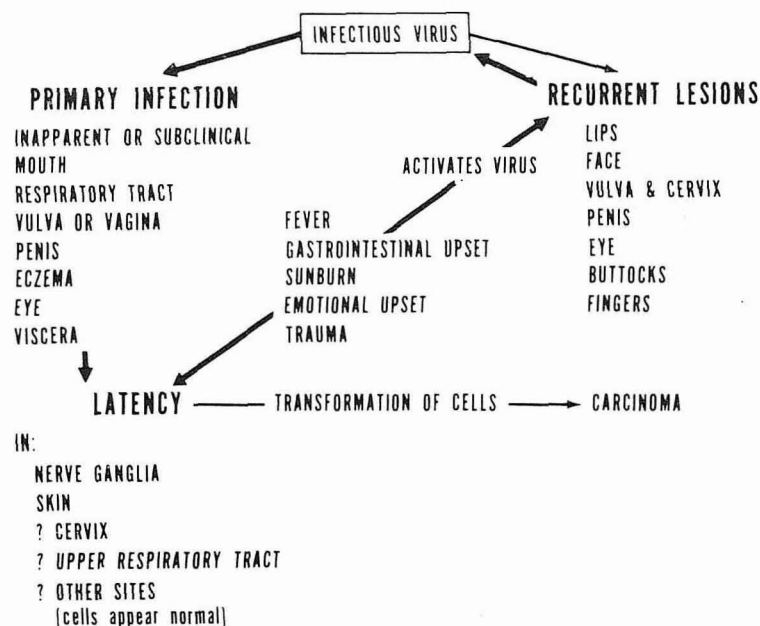 INFECTIOUS VIRUS
PRIMARY INFECTION
INAPPARENT OR SUBCLINICAL
MOUTH
RESPIRATORY TRACT
VULVA OR VAGINA
PENIS
ECZEMA
EYE
VISCERA
RECURRENT LESIONS
LIPS
FACE
VULVA & CERVIX
PENIS
EYE
BUTTOCKS
FINGERS
ACTIVATES VIRUS
FEVER
GASTROINTESTINAL UPSET
SUNBURN
EMOTIONAL UPSET
TRAUMA
LATENCY
TRANSFORMATION OF CELLS
CARCINOMA
IN:
NERVE GANGLIA
SKIN
? CERVIX
? UPPER RESPIRATORY TRACT
? OTHER SITES
(cells appear normal)